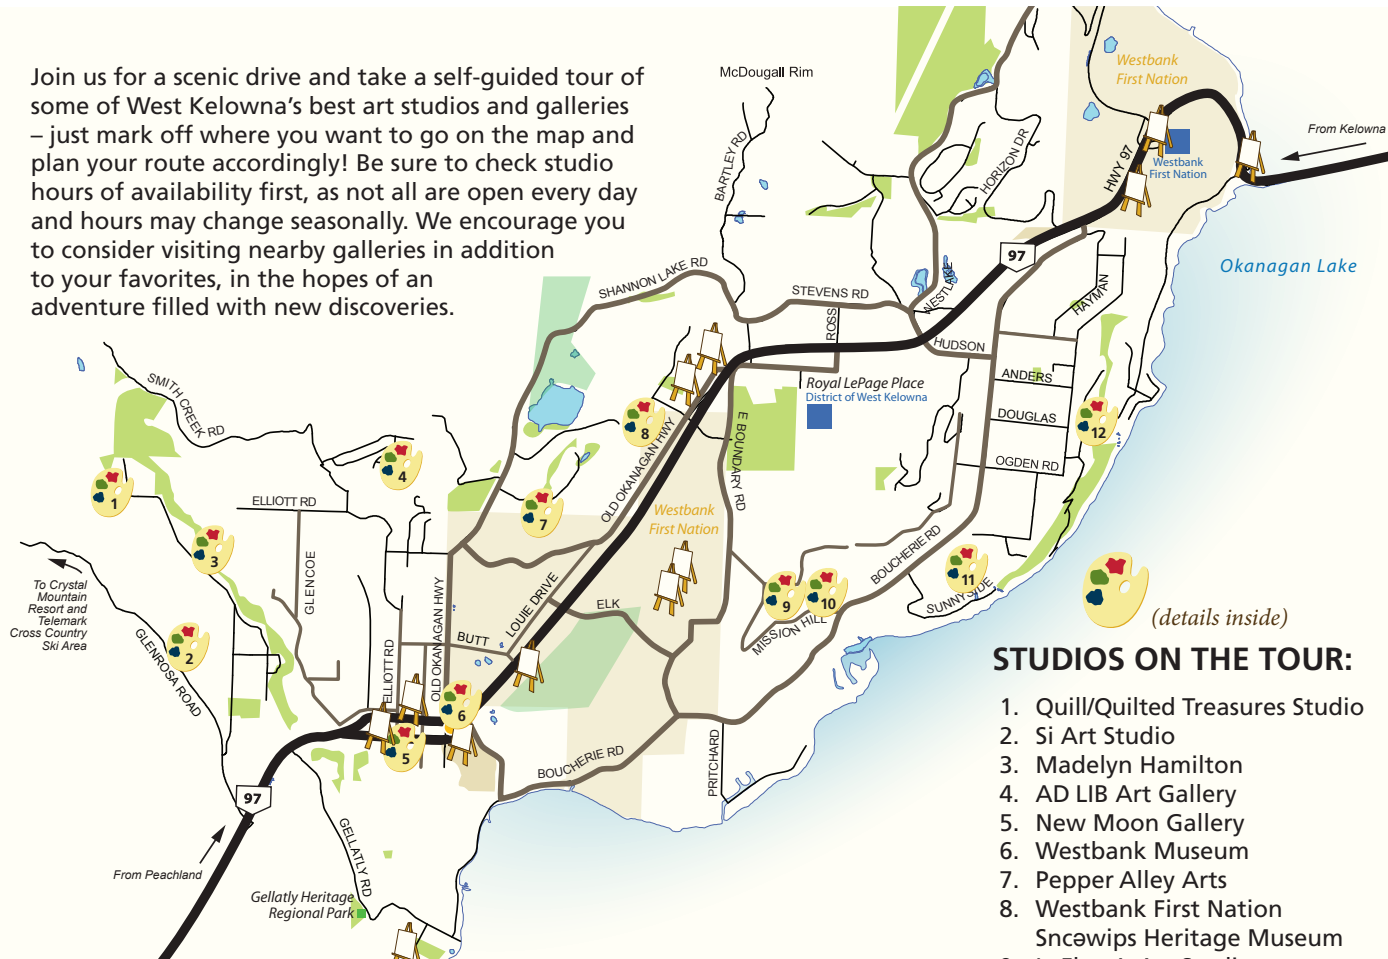 Join us for a scenic drive and take a self-guided tour of
some of West Kelowna's best art studios and galleries
– just mark off where you want to go on the map and
plan your route accordingly! Be sure to check studio
hours of availability first, as not all are open every day
and hours may change seasonally. We encourage you
to consider visiting nearby galleries in addition
to your favorites, in the hopes of an
adventure filled with new discoveries.
McDougall Rim
BARTLEY RD
HORIZON DR
HWY 97
Westbank
First Nation
Westbank
First Nation
From Kelowna
Okanagan Lake
97
SHANNON LAKE RD
STEVENS RD
ROSS
WESTLAKE
HUDSON
HAYMAN
ANDERS
DOUGLAS
OGDEN RD
12
Royal LePage Place
District of West Kelowna
E BOUNDARY RD
OLD OKANAGAN HWY
8
7
SMITH CREEK RD
4
1
3
ELLIOTT RD
GLENCOE
Westbank
First Nation
To Crystal
Mountain
Resort and
Telemark
Cross Country
Ski Area
2
GLENROSA ROAD
ELLIOTT RD
OLD OKANAGAN HWY
BUTT
LOUIE DRIVE
ELK
6
5
9
10
MISSION HILL
BOUCHERIE RD
11
SUNNYSIDE
BOUCHERIE RD
PRITCHARD
97
From Peachland
GELLATLY RD
Gellatly Heritage
Regional Park
(details inside)
STUDIOS ON THE TOUR:
1. Quill/Quilted Treasures Studio
2. Si Art Studio
3. Madelyn Hamilton
4. AD LIB Art Gallery
5. New Moon Gallery
6. Westbank Museum
7. Pepper Alley Arts
8. Westbank First Nation
Sncəwips Heritage Museum